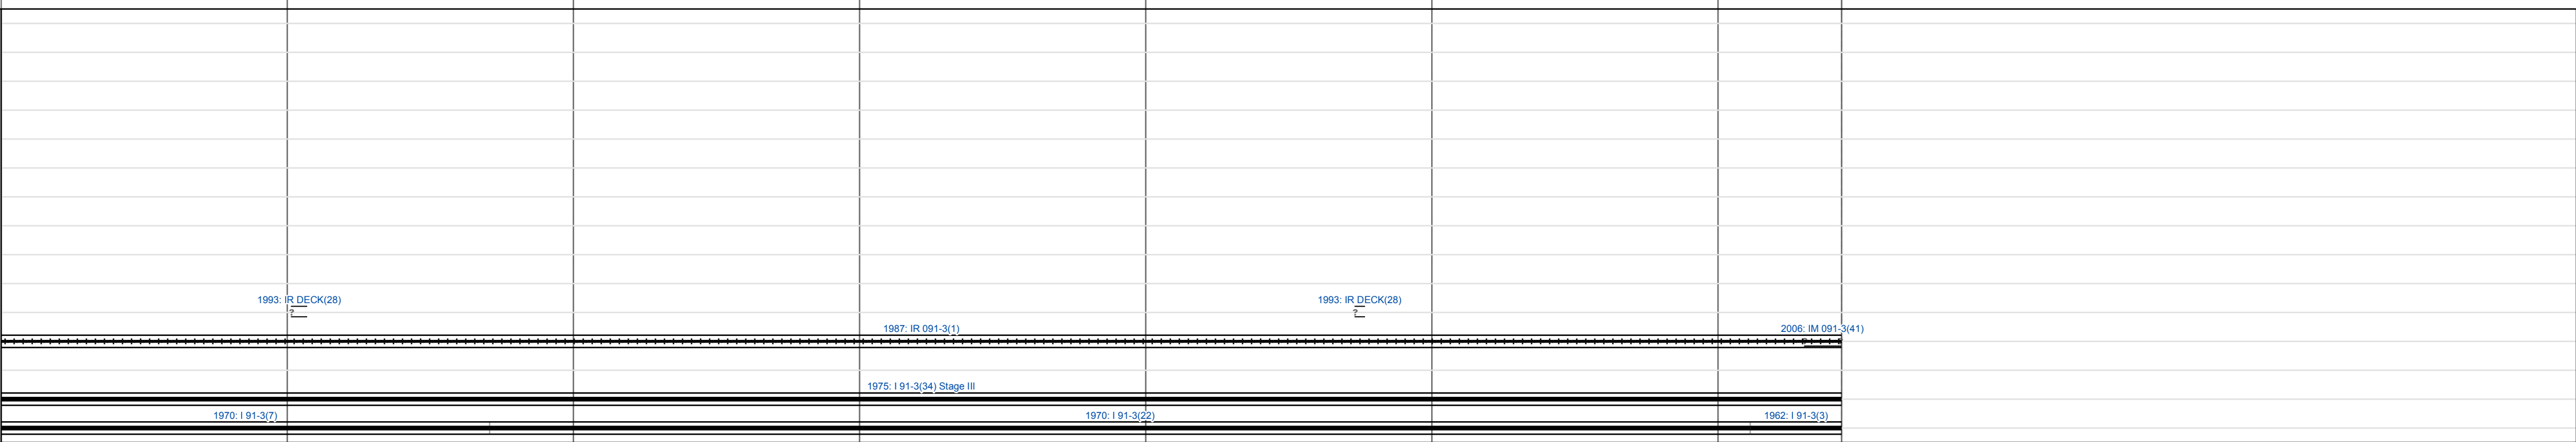 1993: IR DECK(28)
1993: IR DECK(28)
?
?
1987: IR 091-3(1)
2006: IM 091-3(41)
1975: I 91-3(34) Stage III
1970: I 91-3(7)
1970: I 91-3(22)
1962: I 91-3(3)